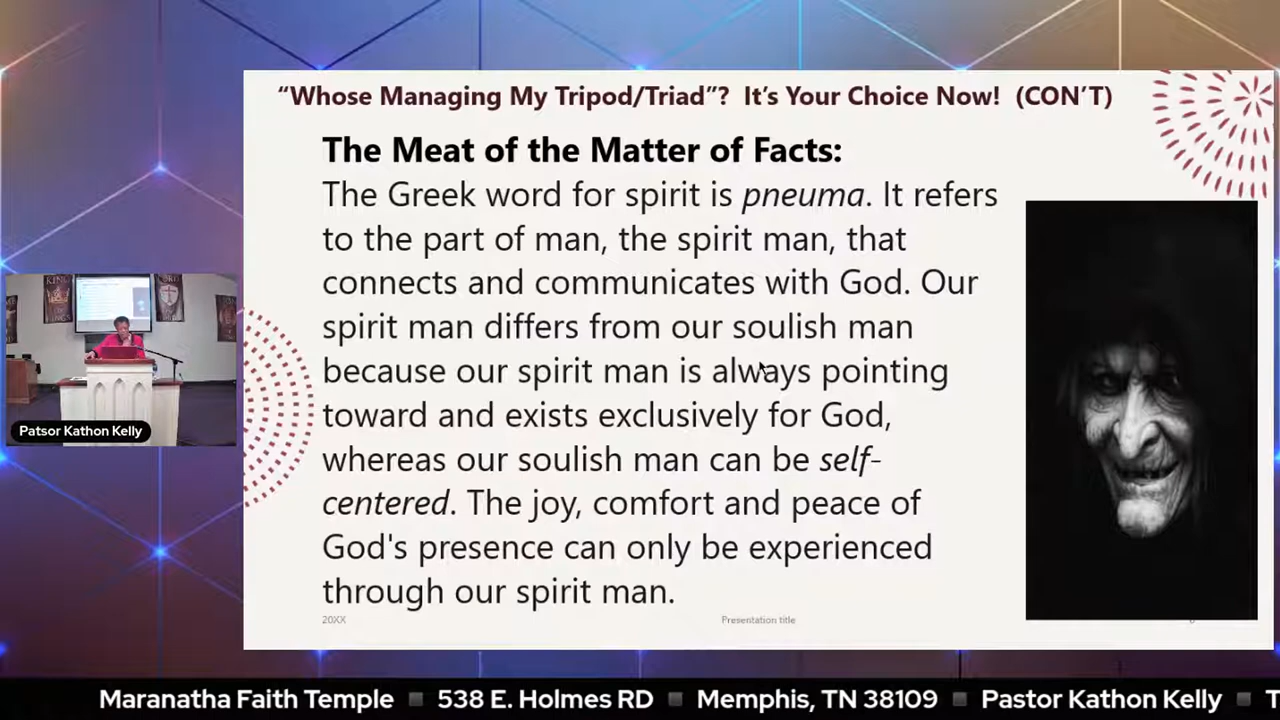 “Whose Managing My Tripod/Triad”? It’s Your Choice Now! (CON’T)
The Meat of the Matter of Facts:
The Greek word for spirit is pneuma. It refers
to the part of man, the spirit man, that
connects and communicates with God. Our
spirit man differs from our soulish man
because our spirit man is always pointing
toward and exists exclusively for God,
whereas our soulish man can be self-
centered. The joy, comfort and peace of
God's presence can only be experienced
through our spirit man.
20XX
Presentation title
Patsor Kathon Kelly
Maranatha Faith Temple 538 E. Holmes RD Memphis, TN 38109 Pastor Kathon Kelly T